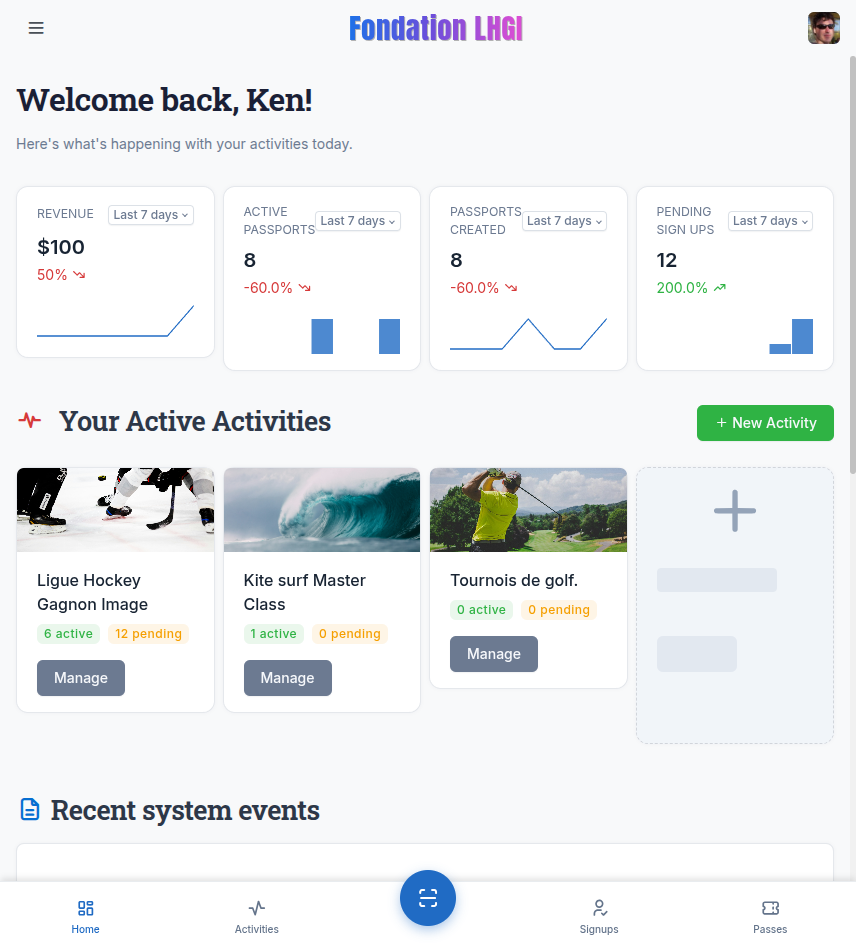 Fondation LHGI
Welcome back, Ken!
Here's what's happening with your activities today.
REVENUE
Last 7 days
$100
50%
ACTIVE
PASSPORTS
Last 7 days
8
-60.0%
PASSPORTS
CREATED
Last 7 days
8
-60.0%
PENDING
SIGN UPS
Last 7 days
12
200.0%
Your Active Activities
+ New Activity
Ligue Hockey
Gagnon Image
6 active
12 pending
Manage
Kite surf Master
Class
1 active
0 pending
Manage
Tournois de golf.
0 active
0 pending
Manage
Recent system events
Home
Activities
Signups
Passes